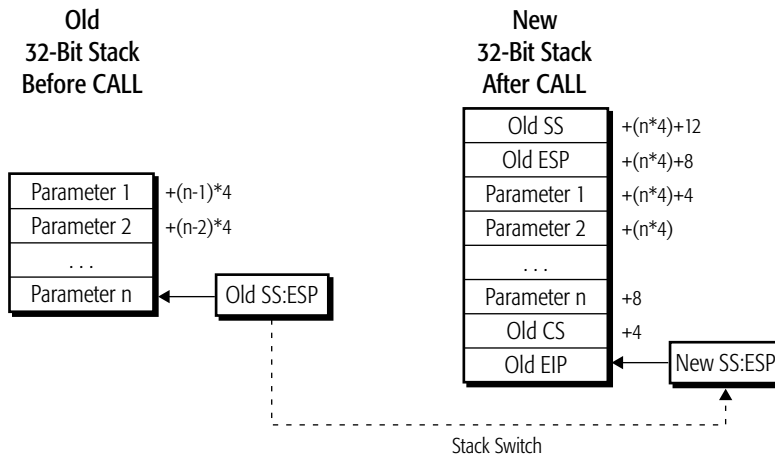 Old
32-Bit Stack
Before CALL
Parameter 1 +(n-1)*4
Parameter 2 +(n-2)*4
. . .
Parameter n
Old SS:ESP
New
32-Bit Stack
After CALL
Old SS +(n*4)+12
Old ESP +(n*4)+8
Parameter 1 +(n*4)+4
Parameter 2 +(n*4)
. . .
Parameter n +8
Old CS +4
Old EIP
New SS:ESP
Stack Switch